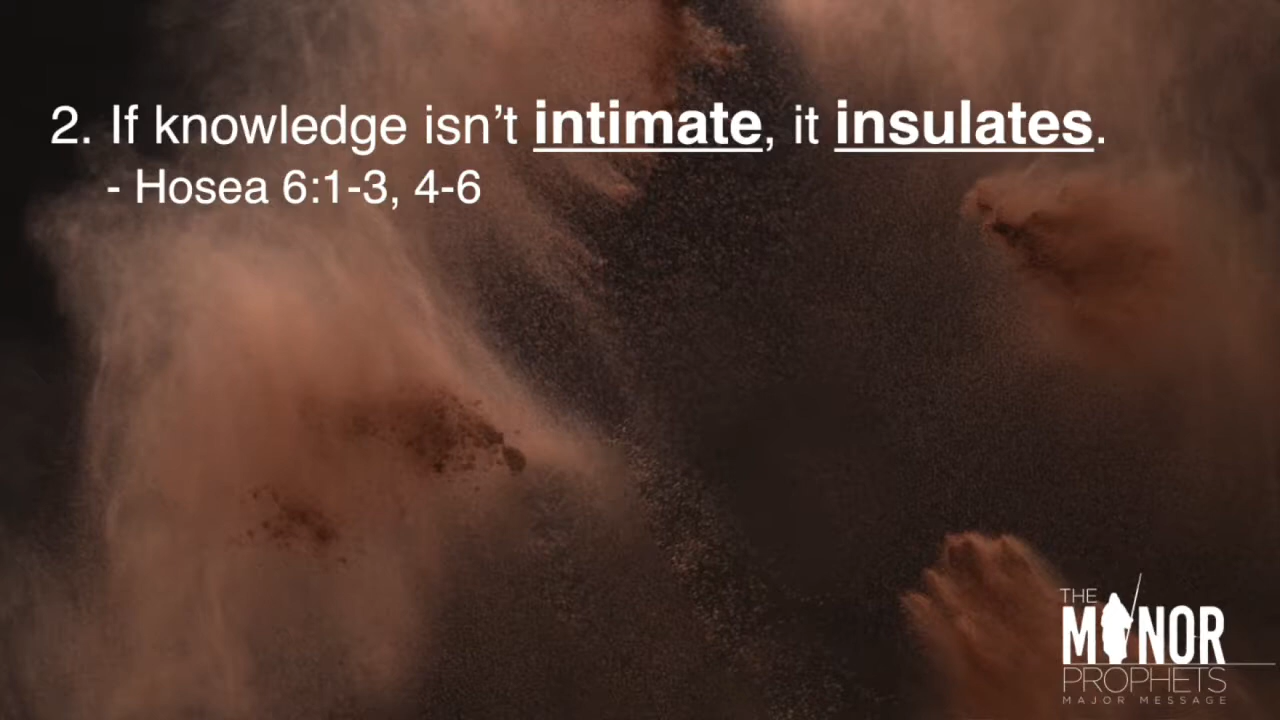 2. If knowledge isn’t intimate, it insulates.
- Hosea 6:1-3, 4-6
THE
MINOR
PROPHETS
MAJOR MESSAGE